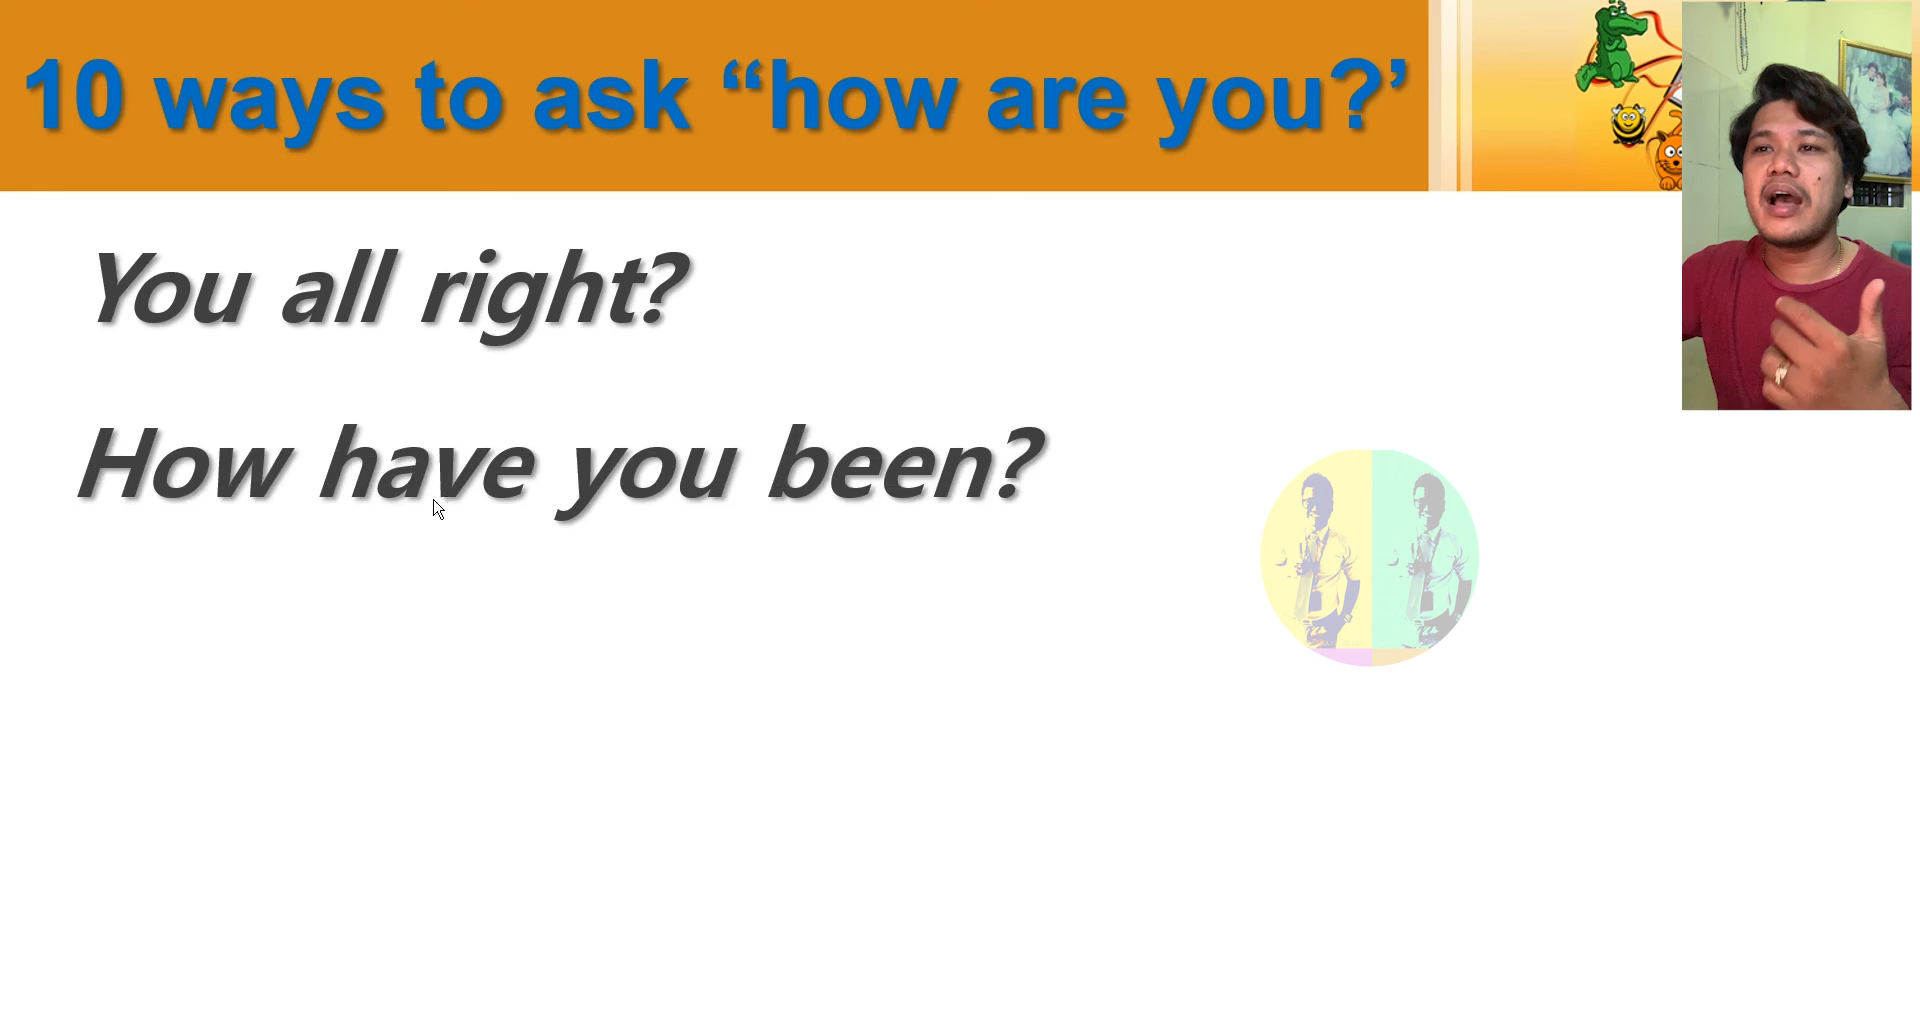 10 ways to ask “how are you?’
You all right?
How have you been?